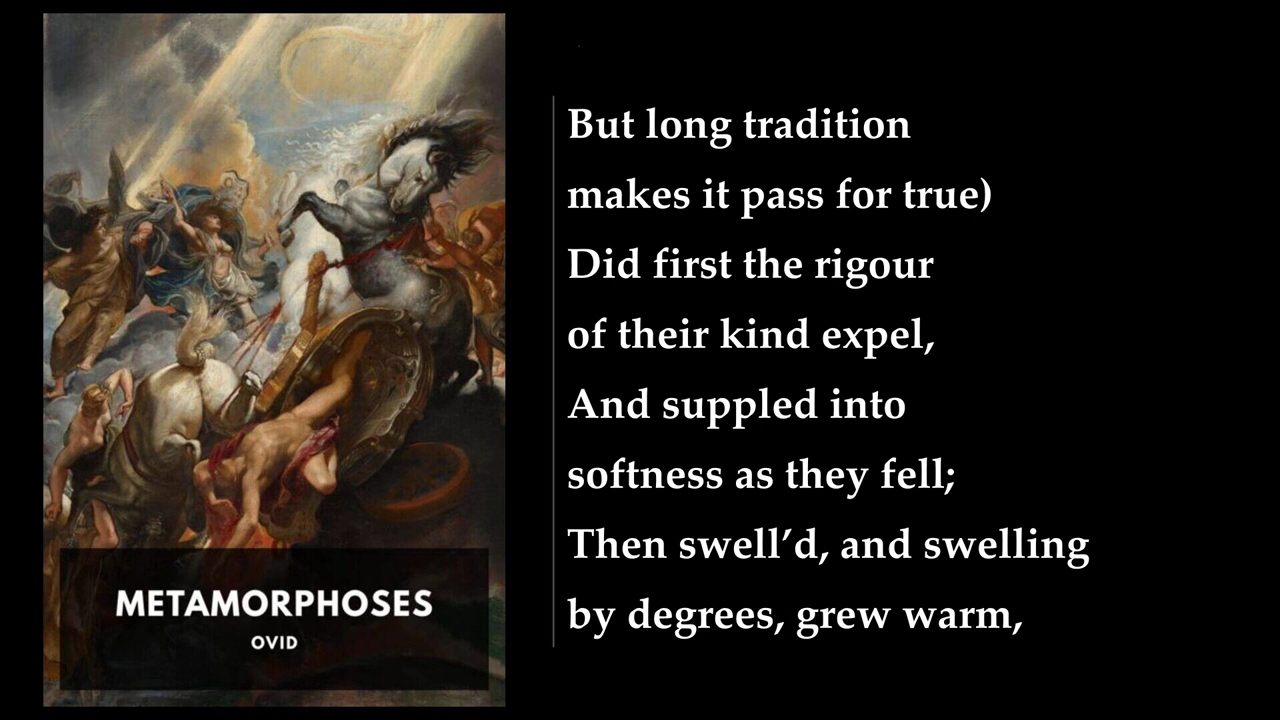 METAMORPHOSES
OVID
But long tradition
makes it pass for true)
Did first the rigour
of their kind expel,
And suppled into
softness as they fell;
Then swell’d, and swelling
by degrees, grew warm,